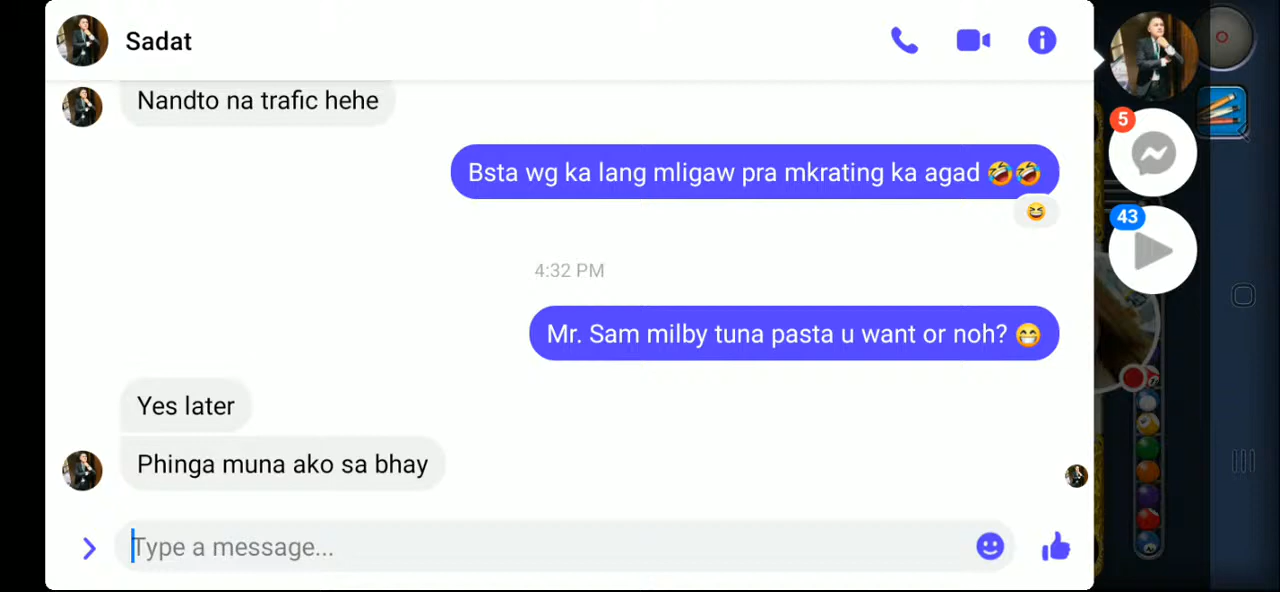 Sadat
Nandto na trafic hehe
Bsta wg ka lang mligaw pra mkrating ka agad 🤣🤣
😆
4:32 PM
Mr. Sam milby tuna pasta u want or noh? 😁
Yes later
Phinga muna ako sa bhay
Type a message...
5
43